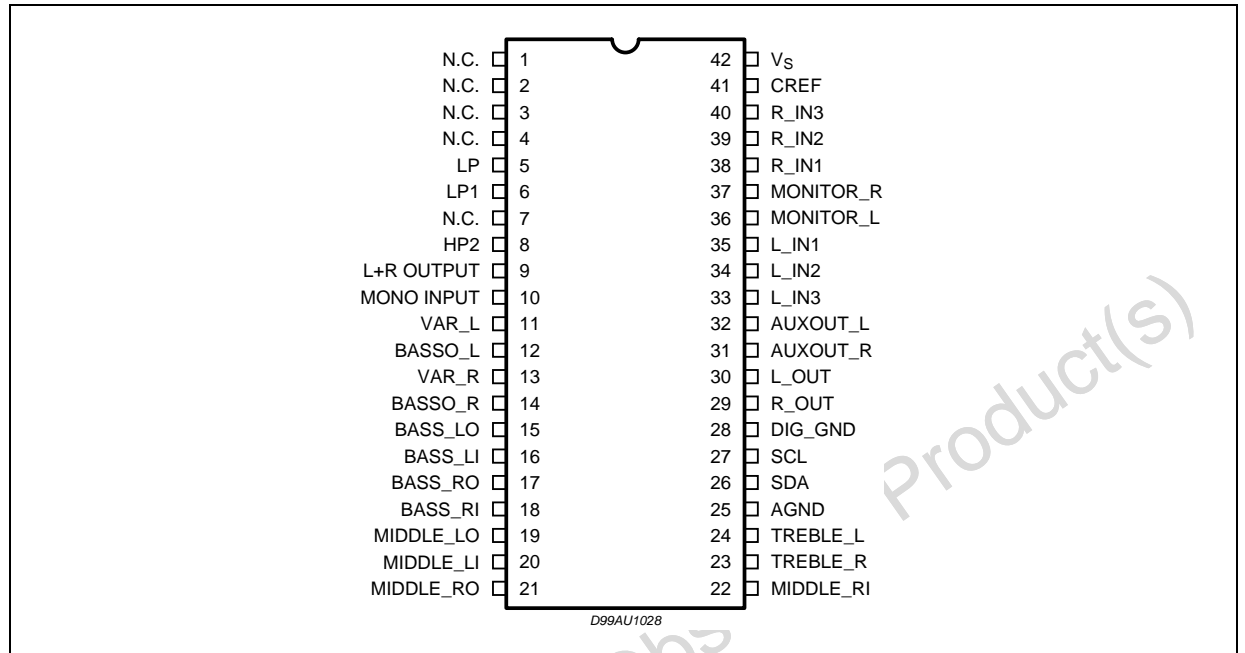 N.C. 1 42 VS
N.C. 2 41 CREF
N.C. 3 40 R_IN3
N.C. 4 39 R_IN2
LP 5 38 R_IN1
LP1 6 37 MONITOR_R
N.C. 7 36 MONITOR_L
HP2 8 35 L_IN1
L+R OUTPUT 9 34 L_IN2
MONO INPUT 10 33 L_IN3
VAR_L 11 32 AUXOUT_L
BASSO_L 12 31 AUXOUT_R
VAR_R 13 30 L_OUT
BASSO_R 14 29 R_OUT
BASS_LO 15 28 DIG_GND
BASS_LI 16 27 SCL
BASS_RO 17 26 SDA
BASS_RI 18 25 AGND
MIDDLE_LO 19 24 TREBLE_L
MIDDLE_LI 20 23 TREBLE_R
MIDDLE_RO 21 22 MIDDLE_RI
D99AU1028
Product(s)